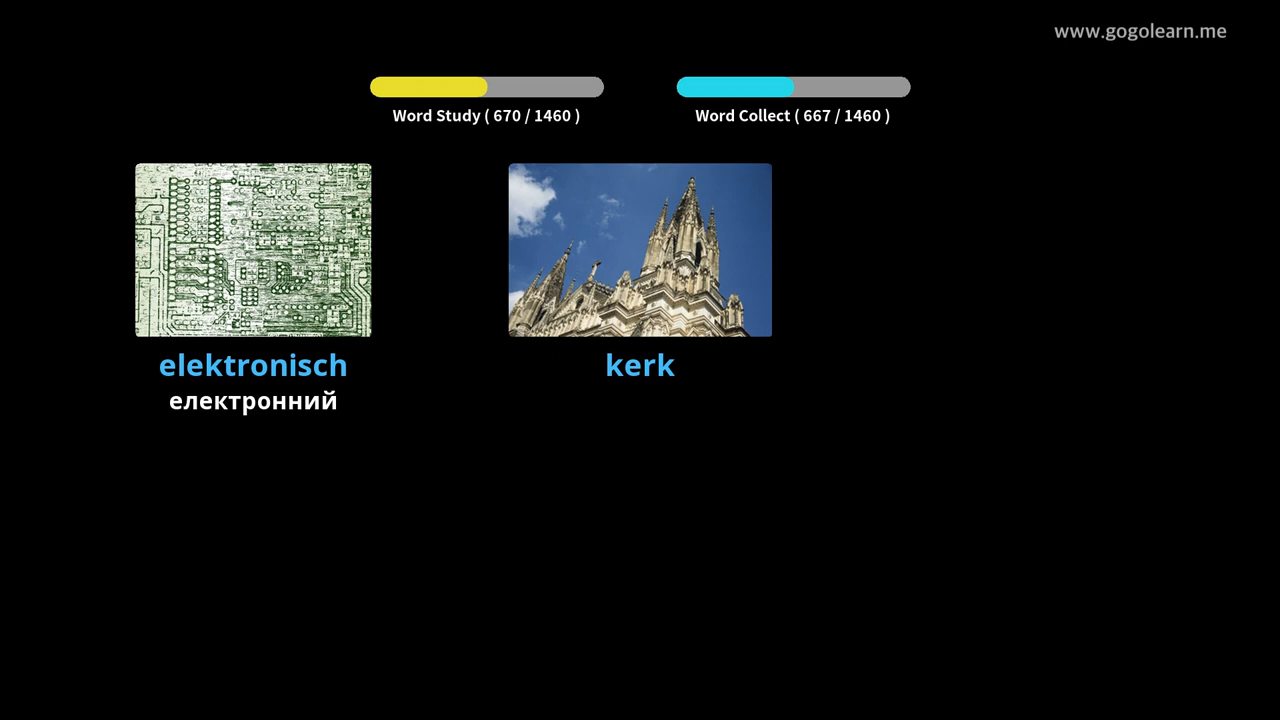 www.gogolearn.me
Word Study ( 670 / 1460 )
Word Collect ( 667 / 1460 )
elektronisch
електронний
kerk